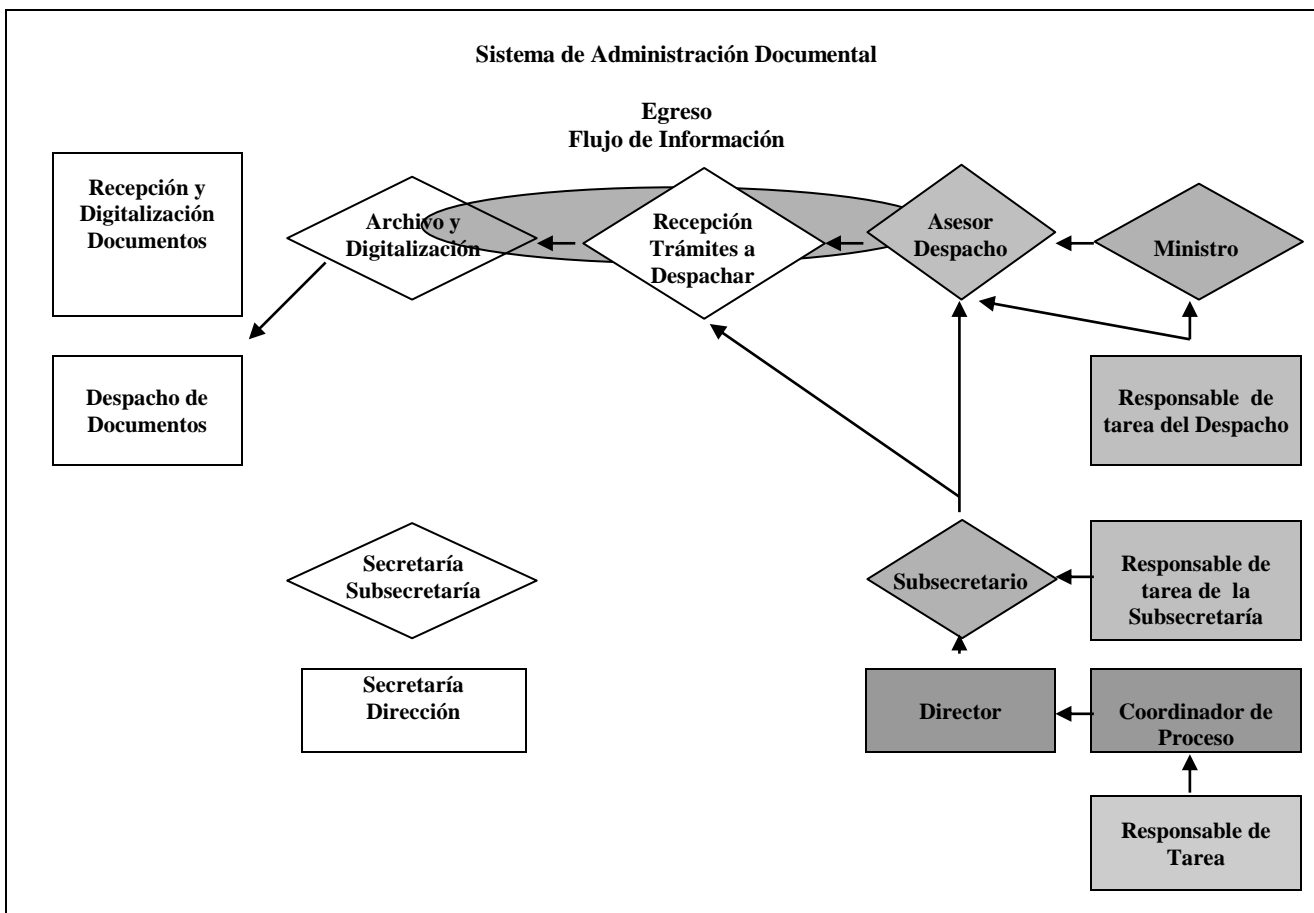 Sistema de Administración Documental
Egreso
Flujo de Información
Recepción y
Digitalización
Documentos
Archivo y
Digitalización
Recepción
Trámites a
Despachar
Asesor
Despacho
Ministro
Despacho de
Documentos
Responsable de
tarea del Despacho
Secretaría
Subsecretaría
Subsecretario
Responsable de
tarea de la
Subsecretaría
Secretaría
Dirección
Director
Coordinador de
Proceso
Responsable de
Tarea